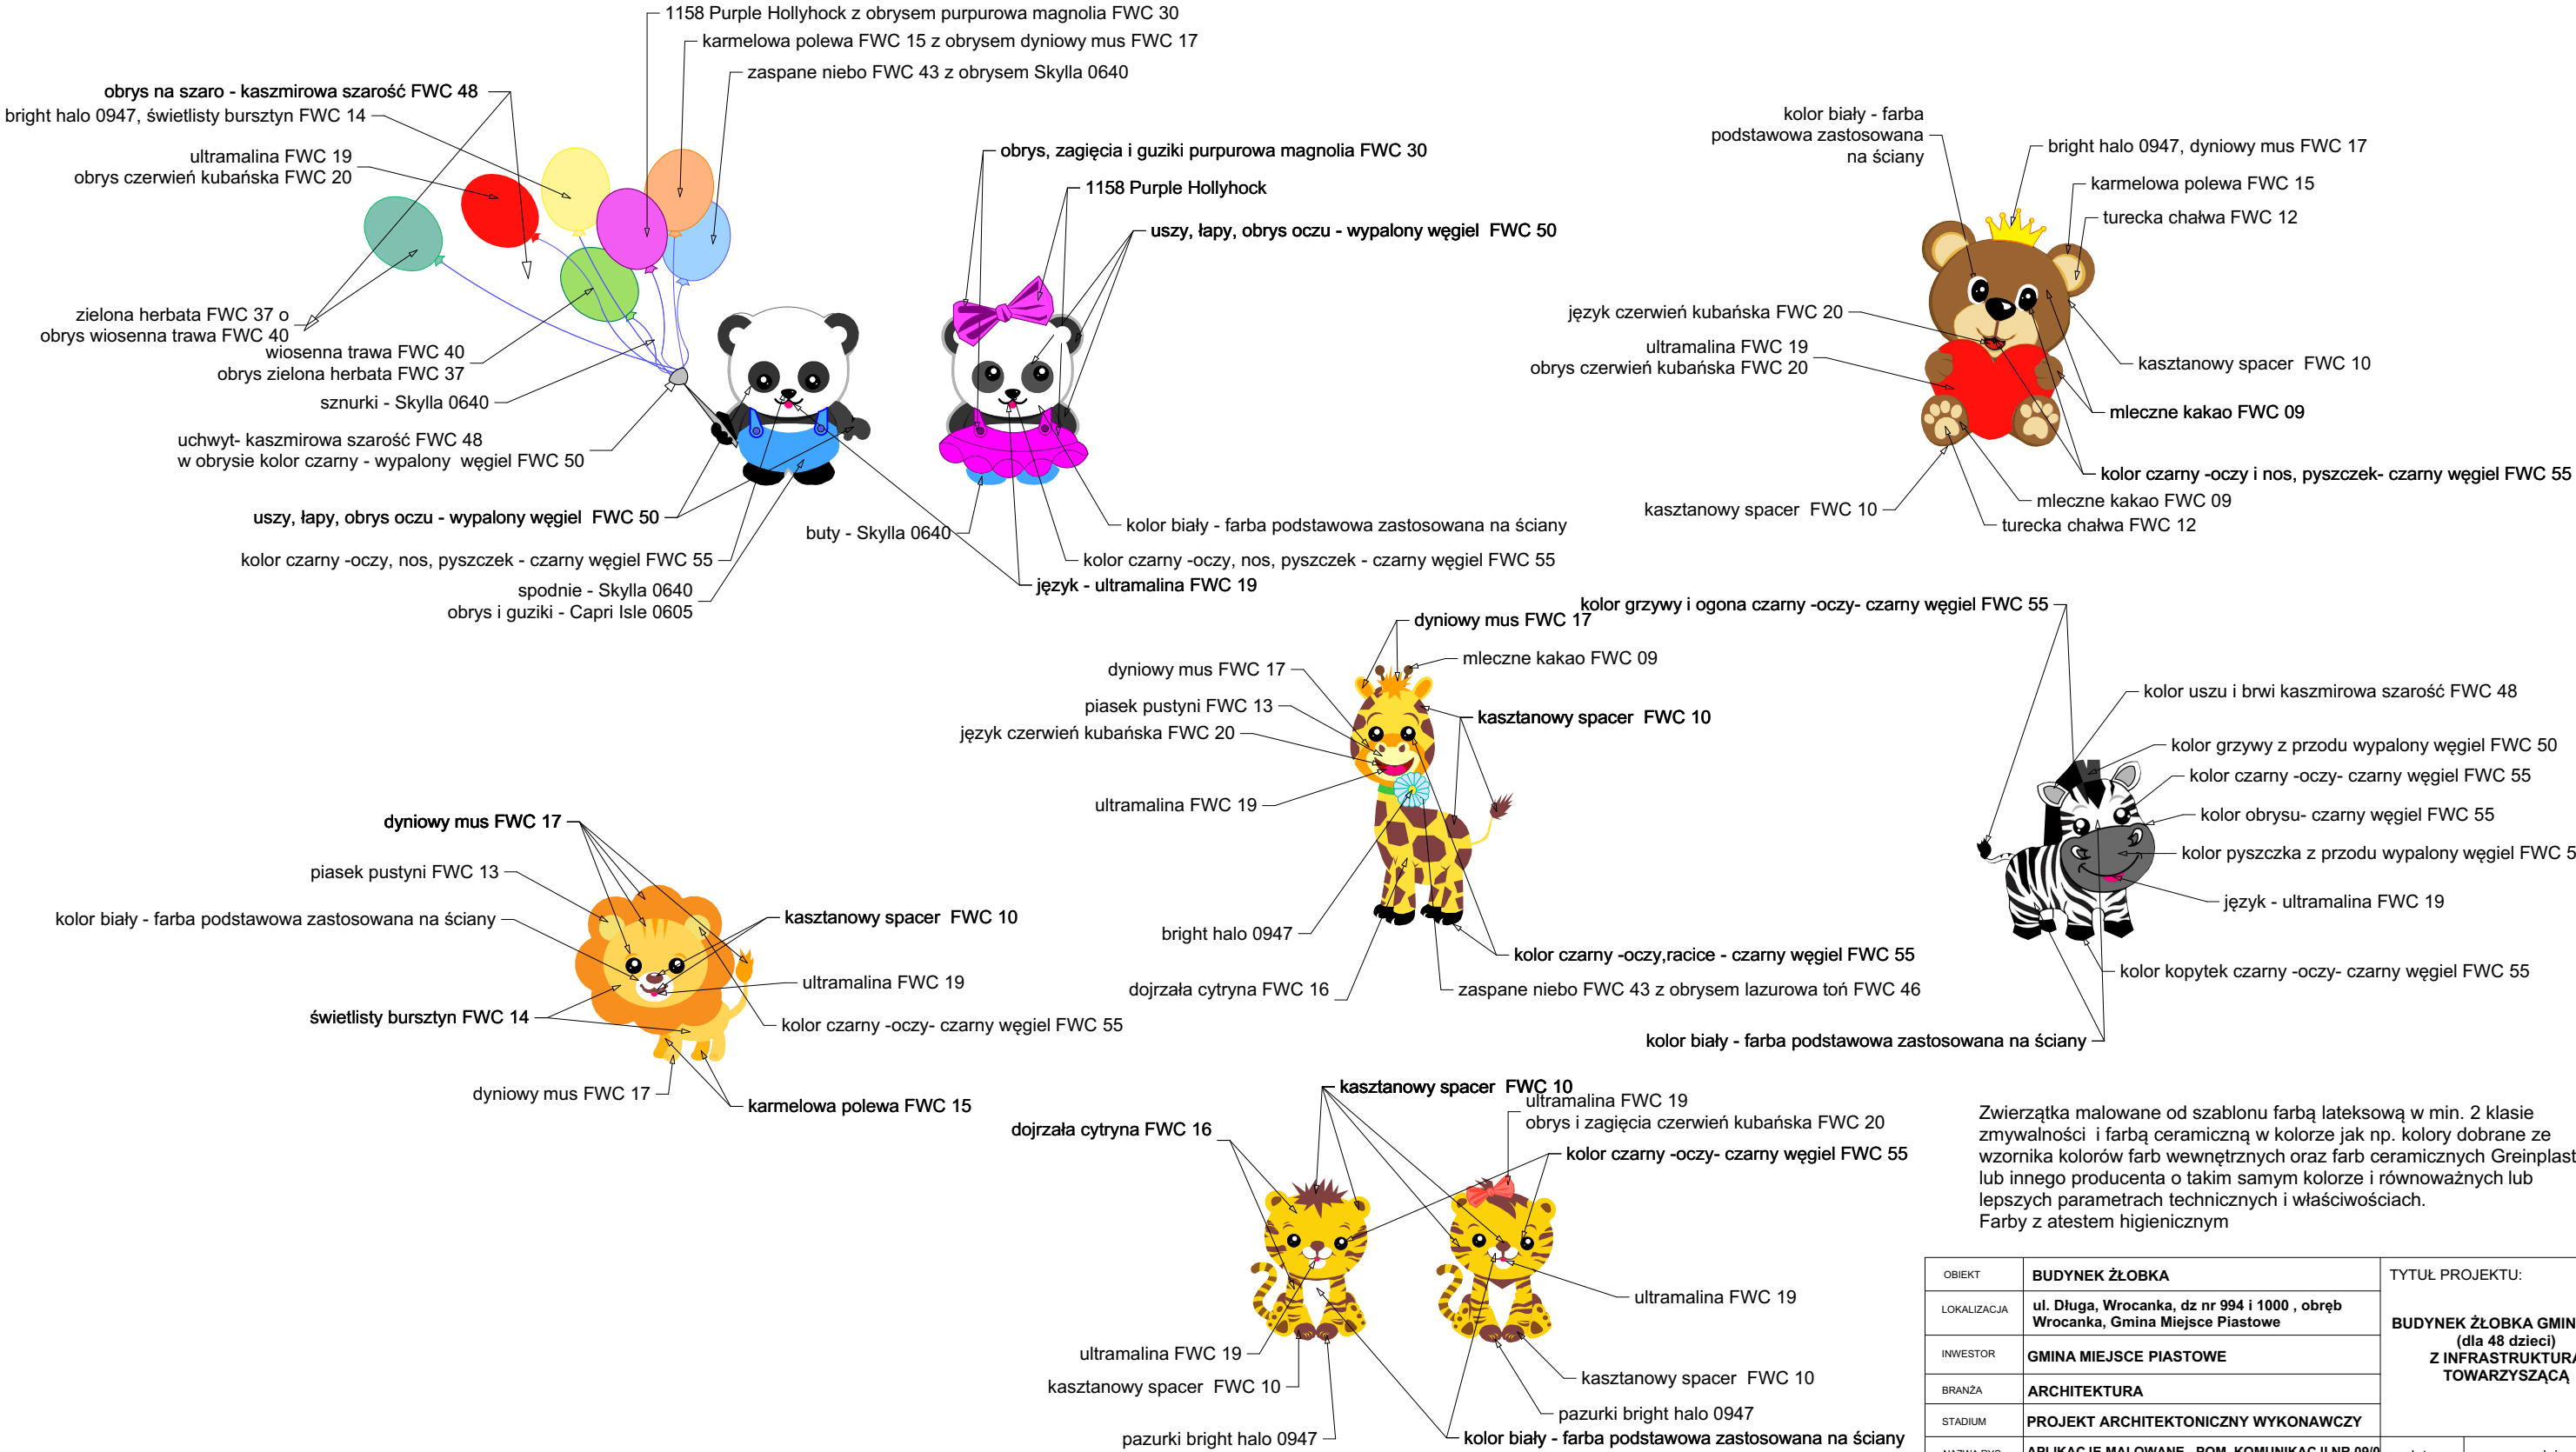 1158 Purple Hollyhock z obrysem purpurowa magnolia FWC 30
karmelowa polewa FWC 15 z obrysem dyniowy mus FWC 17
zaspane niebo FWC 43 z obrysem Skylla 0640
obrys na szaro - kaszmirowa szarość FWC 48
bright halo 0947, świetlisty bursztyn FWC 14
ultramalina FWC 19
obrys czerwień kubańska FWC 20
zielona herbata FWC 37 o
obrys wiosenna trawa FWC 40
wiosenna trawa FWC 40
obrys zielona herbata FWC 37
sznurki - Skylla 0640
uchwyt- kaszmirowa szarość FWC 48
w obrysie kolor czarny - wypalony węgiel FWC 50
uszy, łapy, obrys oczu - wypalony węgiel FWC 50
kolor czarny -oczy, nos, pyszczek - czarny węgiel FWC 55
spodnie - Skylla 0640
obrys i guziki - Capri Isle 0605
obrys, zagięcia i guziki purpurowa magnolia FWC 30
1158 Purple Hollyhock
uszy, łapy, obrys oczu - wypalony węgiel FWC 50
buty - Skylla 0640
kolor biały - farba podstawowa zastosowana na ściany
kolor czarny -oczy, nos, pyszczek - czarny węgiel FWC 55
język - ultramalina FWC 19
kolor biały - farba
podstawowa zastosowana
na ściany
bright halo 0947, dyniowy mus FWC 17
karmelowa polewa FWC 15
turecka chałwa FWC 12
język czerwień kubańska FWC 20
ultramalina FWC 19
obrys czerwień kubańska FWC 20
kasztanowy spacer FWC 10
mleczne kakao FWC 09
kolor czarny -oczy i nos, pyszczek- czarny węgiel FWC 55
mleczne kakao FWC 09
kasztanowy spacer FWC 10
turecka chałwa FWC 12
dyniowy mus FWC 17
mleczne kakao FWC 09
dyniowy mus FWC 17
piasek pustyni FWC 13
język czerwień kubańska FWC 20
kasztanowy spacer FWC 10
ultramalina FWC 19
bright halo 0947
kolor czarny -oczy,racice - czarny węgiel FWC 55
dojrzała cytryna FWC 16
zaspane niebo FWC 43 z obrysem lazurowa toń FWC 46
kolor grzywy i ogona czarny -oczy- czarny węgiel FWC 55
kolor uszu i brwi kaszmirowa szarość FWC 48
kolor grzywy z przodu wypalony węgiel FWC 50
kolor czarny -oczy- czarny węgiel FWC 55
kolor obrysu- czarny węgiel FWC 55
kolor pyszczka z przodu wypalony węgiel FWC 5
język - ultramalina FWC 19
kolor kopytek czarny -oczy- czarny węgiel FWC 55
kolor biały - farba podstawowa zastosowana na ściany
dyniowy mus FWC 17
piasek pustyni FWC 13
kolor biały - farba podstawowa zastosowana na ściany
kasztanowy spacer FWC 10
ultramalina FWC 19
świetlisty bursztyn FWC 14
kolor czarny -oczy- czarny węgiel FWC 55
dyniowy mus FWC 17
karmelowa polewa FWC 15
kasztanowy spacer FWC 10
ultramalina FWC 19
obrys i zagięcia czerwień kubańska FWC 20
dojrzała cytryna FWC 16
kolor czarny -oczy- czarny węgiel FWC 55
ultramalina FWC 19
ultramalina FWC 19
kasztanowy spacer FWC 10
kasztanowy spacer FWC 10
pazurki bright halo 0947
pazurki bright halo 0947
kolor biały - farba podstawowa zastosowana na ściany
Zwierzątka malowane od szablonu farbą lateksową w min. 2 klasie
zmywalności i farbą ceramiczną w kolorze jak np. kolory dobrane ze
wzornika kolorów farb wewnętrznych oraz farb ceramicznych Greinplast
lub innego producenta o takim samym kolorze i równoważnych lub
lepszych parametrach technicznych i właściwościach.
Farby z atestem higienicznym
OBIEKT BUDYNEK ŻŁOBKA
LOKALIZACJA ul. Długa, Wrocanka, dz nr 994 i 1000 , obręb
Wrocanka, Gmina Miejsce Piastowe
INWESTOR GMINA MIEJSCE PIASTOWE
BRANŻA ARCHITEKTURA
STADIUM PROJEKT ARCHITEKTONICZNY WYKONAWCZY
TYTUŁ PROJEKTU:
BUDYNEK ŻŁOBKA GMIN
(dla 48 dzieci)
Z INFRASTRUKTURĄ
TOWARZYSZĄCĄ